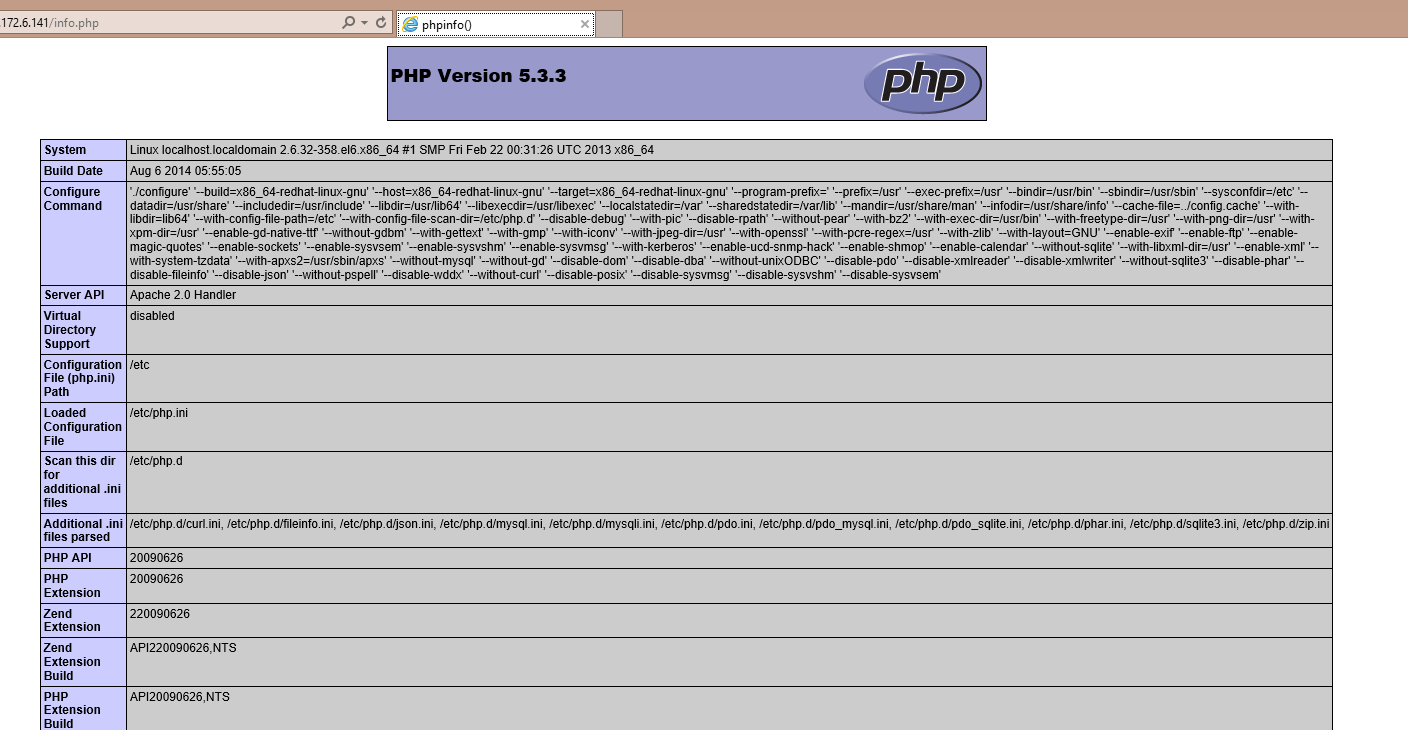 .172.6.141/info.php
phpinfo()
PHP Version 5.3.3
php
System
Linux localhost.localdomain 2.6.32-358.el6.x86_64 #1 SMP Fri Feb 22 00:31:26 UTC 2013 x86_64
Build Date
Aug 6 2014 05:55:05
Configure
Command
'./configure' '--build=x86_64-redhat-linux-gnu' '--host=x86_64-redhat-linux-gnu' '--target=x86_64-redhat-linux-gnu' '--program-prefix=' '--prefix=/usr' '--exec-prefix=/usr' '--bindir=/usr/bin' '--sbindir=/usr/sbin' '--sysconfdir=/etc' '--
datadir=/usr/share' '--includedir=/usr/include' '--libdir=/usr/lib64' '--libexecdir=/usr/libexec' '--localstatedir=/var' '--sharedstatedir=/var/lib' '--mandir=/usr/share/man' '--infodir=/usr/share/info' '--cache-file=../config.cache' '--with-
libdir=lib64' '--with-config-file-path=/etc' '--with-config-file-scan-dir=/etc/php.d' '--disable-debug' '--with-pic' '--disable-rpath' '--without-pear' '--with-bz2' '--with-exec-dir=/usr/bin' '--with-freetype-dir=/usr' '--with-png-dir=/usr' '--with-
xpm-dir=/usr' '--enable-gd-native-ttf' '--without-gdbm' '--with-gettext' '--with-gmp' '--with-iconv' '--with-jpeg-dir=/usr' '--with-openssl' '--with-pcre-regex=/usr' '--with-zlib' '--with-layout=GNU' '--enable-exif' '--enable-ftp' '--enable-
magic-quotes' '--enable-sockets' '--enable-sysvsem' '--enable-sysvshm' '--enable-sysvmsg' '--with-kerberos' '--enable-ucd-snmp-hack' '--enable-shmop' '--enable-calendar' '--without-sqlite' '--with-libxml-dir=/usr' '--enable-xml' '--
with-system-tzdata' '--with-apxs2=/usr/sbin/apxs' '--without-mysql' '--without-gd' '--disable-dom' '--disable-dba' '--without-unixODBC' '--disable-pdo' '--disable-xmlreader' '--disable-xmlwriter' '--without-sqlite3' '--disable-phar' '--
disable-fileinfo' '--disable-json' '--without-pspell' '--disable-wddx' '--without-curl' '--disable-posix' '--disable-sysvmsg' '--disable-sysvshm' '--disable-sysvsem'
Server API
Apache 2.0 Handler
Virtual
Directory
Support
disabled
Configuration
File (php.ini)
Path
/etc
Loaded
Configuration
File
/etc/php.ini
Scan this dir
for
additional .ini
files
/etc/php.d
Additional .ini
files parsed
/etc/php.d/curl.ini, /etc/php.d/fileinfo.ini, /etc/php.d/json.ini, /etc/php.d/mysql.ini, /etc/php.d/mysqli.ini, /etc/php.d/pdo.ini, /etc/php.d/pdo_mysql.ini, /etc/php.d/pdo_sqlite.ini, /etc/php.d/phar.ini, /etc/php.d/sqlite3.ini, /etc/php.d/zip.ini
PHP API
20090626
PHP
Extension
20090626
Zend
Extension
220090626
Zend
Extension
Build
API220090626,NTS
PHP
Extension
Build
API20090626,NTS